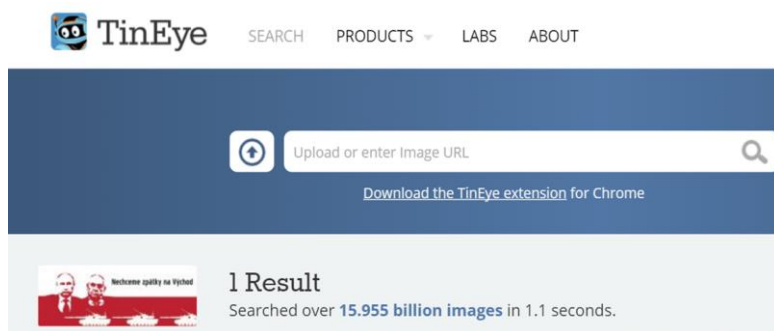 TinEye SEARCH PRODUCTS LABS ABOUT
Upload or enter Image URL
Download the TinEye extension for Chrome
Nechceme zpátky na Východ
1 Result
Searched over 15.955 billion images in 1.1 seconds.